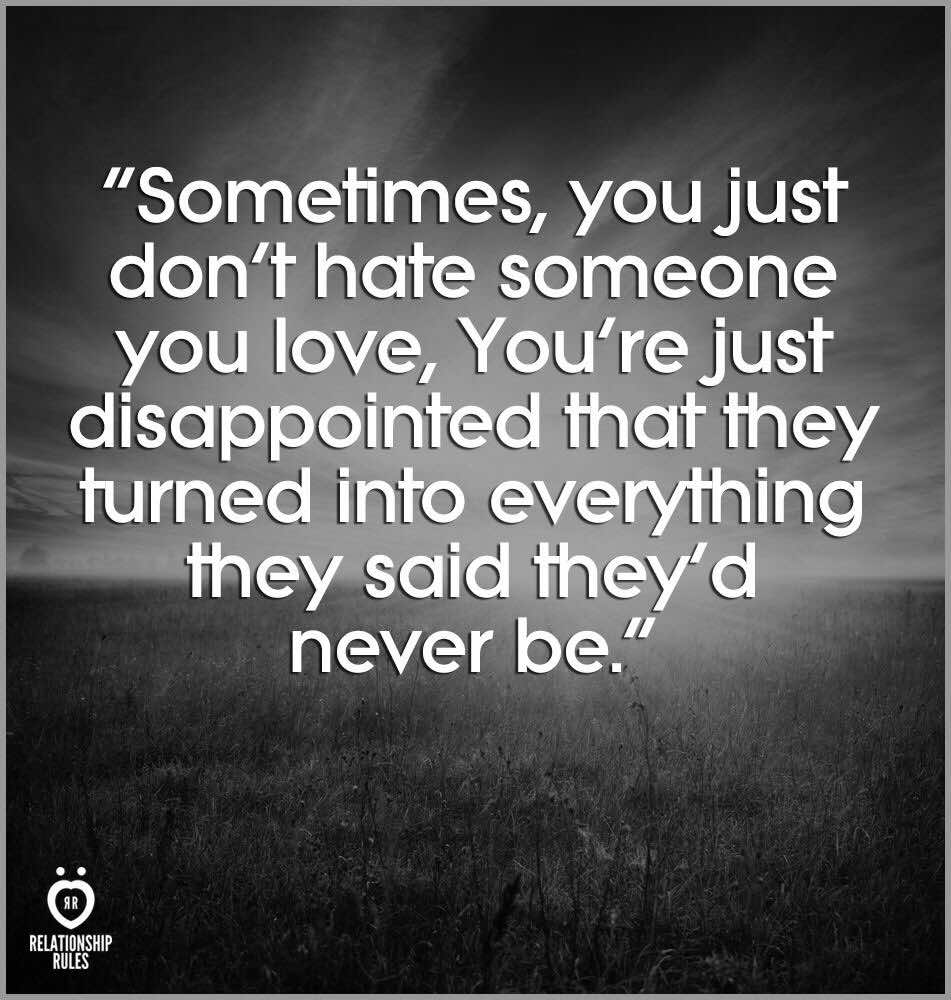 “Sometimes, you just
don‘t hate someone
you love, You‘re just
disappointed that they
turned into everything
they said they‘d
never be.“
RR
RELATIONSHIP
RULES